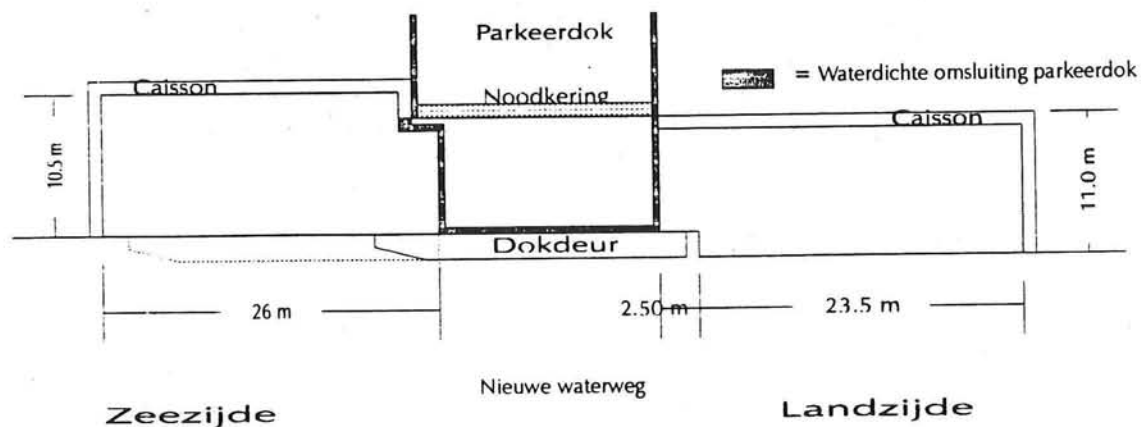 Parkeerdok
Caisson
Noodkering
= Waterdichte omsluiting parkeerdok
Caisson
10.5 m
11.0 m
Dokdeur
26 m
2.50 m
23.5 m
Nieuwe waterweg
Zeezijde
Landzijde